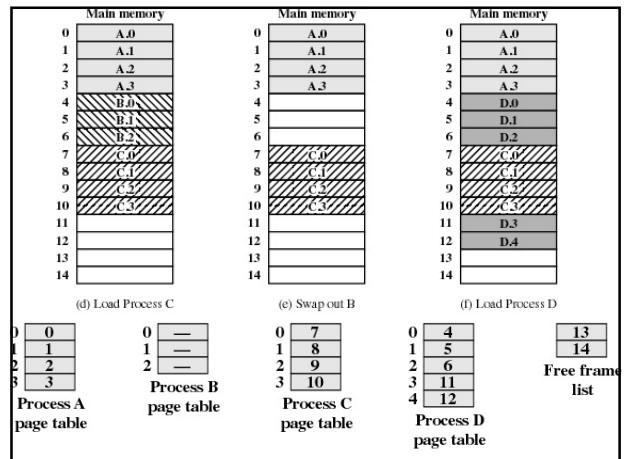 Main memory Main memory Main memory
0 A.0 0 A.0 0 A.0
1 A.1 1 A.1 1 A.1
2 A.2 2 A.2 2 A.2
3 A.3 3 A.3 3 A.3
4 B.0 4 4 D.0
5 B.1 5 5 D.1
6 B.2 6 6 D.2
7 C.0 7 C.0 7 C.0
8 C.1 8 C.1 8 C.1
9 C.2 9 C.2 9 C.2
10 C.3 10 C.3 10 C.3
11 11 11 D.3
12 12 12 D.4
13 13 13
14 14 14
(d) Load Process C (e) Swap out B (f) Load Process D
0 0 0 — 0 7 0 4 13
1 1 1 — 1 8 1 5 14
2 2 2 — 2 9 2 6 Free frame
3 3 Process B 3 10 3 11 list
Process A page table Process C 4 12
page table page table Process D
page table